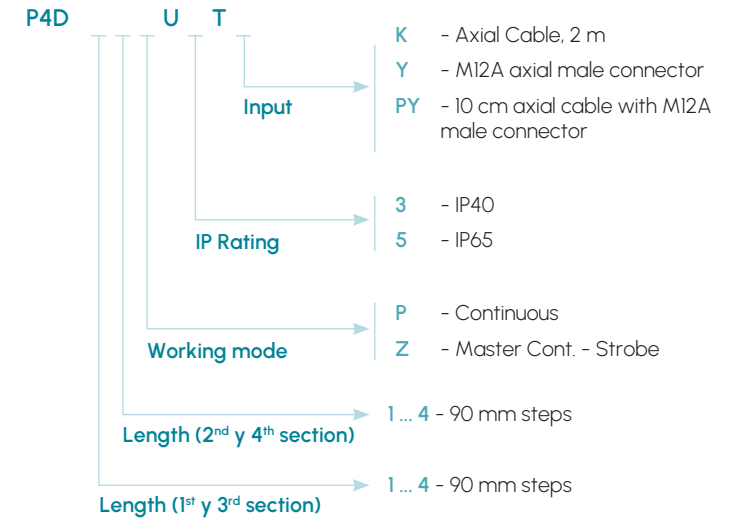 P4D U T
K - Axial Cable, 2 m
Y - M12A axial male connector
PY - 10 cm axial cable with M12A
male connector
Input
3 - IP40
5 - IP65
IP Rating
P - Continuous
Z - Master Cont. - Strobe
Working mode
1 ... 4 - 90 mm steps
Length (2nd y 4th section)
1 ... 4 - 90 mm steps
Length (1st y 3rd section)